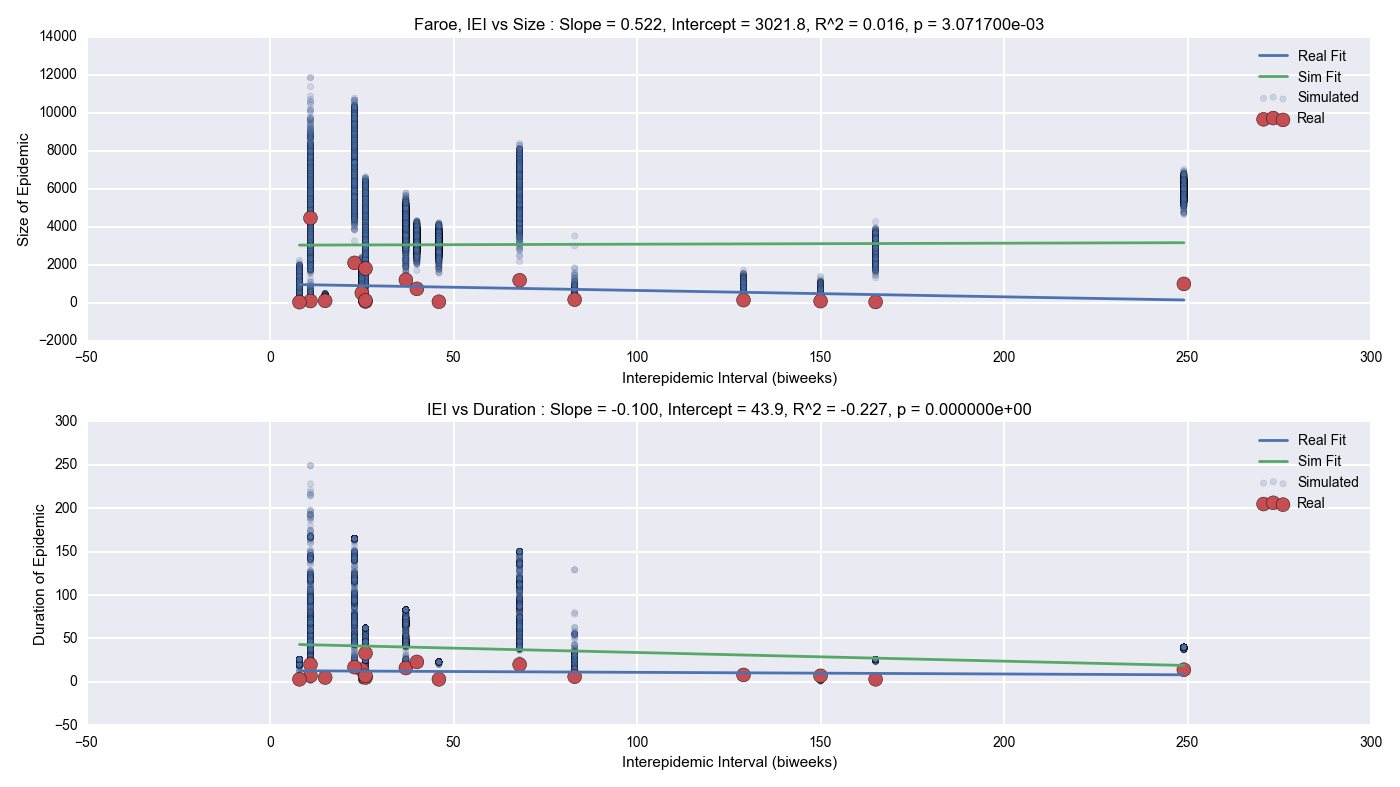 Faroe, IEI vs Size : Slope = 0.522, Intercept = 3021.8, R^2 = 0.016, p = 3.071700e-03
14000
12000
10000
8000
6000
4000
2000
0
−2000
Size of Epidemic
Real Fit
Sim Fit
Simulated
Real
−50 0 50 100 150 200 250 300
Interepidemic Interval (biweeks)
IEI vs Duration : Slope = -0.100, Intercept = 43.9, R^2 = -0.227, p = 0.000000e+00
300
250
200
150
100
50
0
−50
Duration of Epidemic
Real Fit
Sim Fit
Simulated
Real
−50 0 50 100 150 200 250 300
Interepidemic Interval (biweeks)